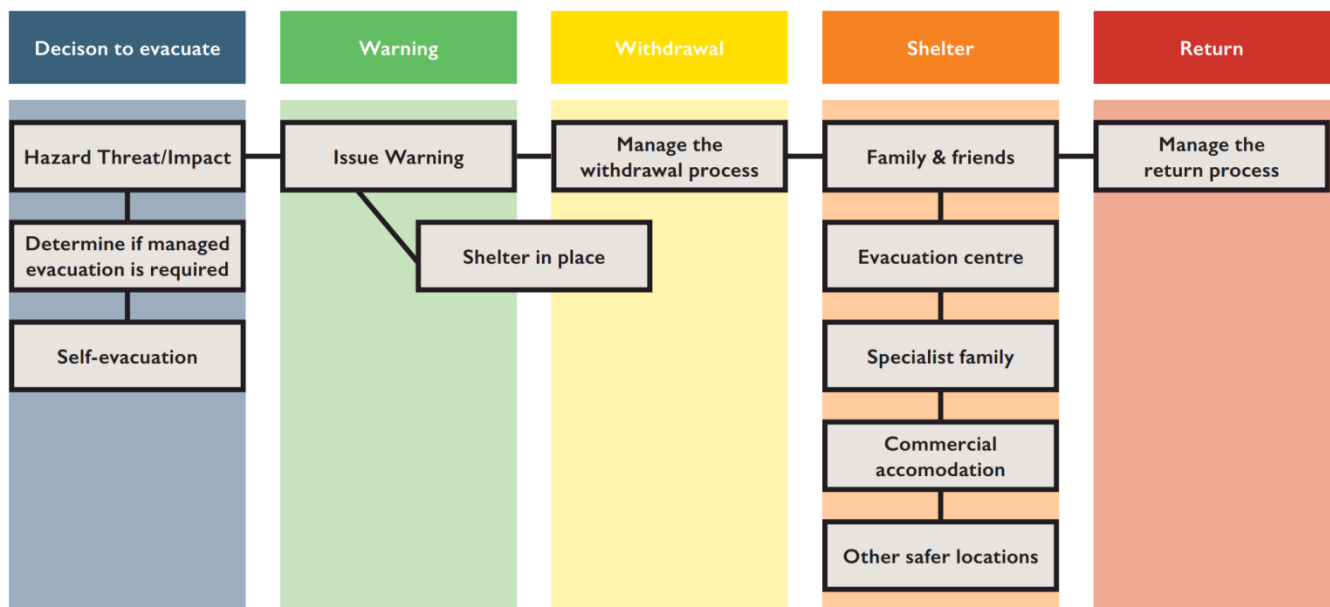 Decison to evacuate
Warning
Withdrawal
Shelter
Return
Hazard Threat/Impact
Issue Warning
Manage the
withdrawal process
Family & friends
Manage the
return process
Determine if managed
evacuation is required
Shelter in place
Evacuation centre
Self-evacuation
Specialist family
Commercial
accomodation
Other safer locations